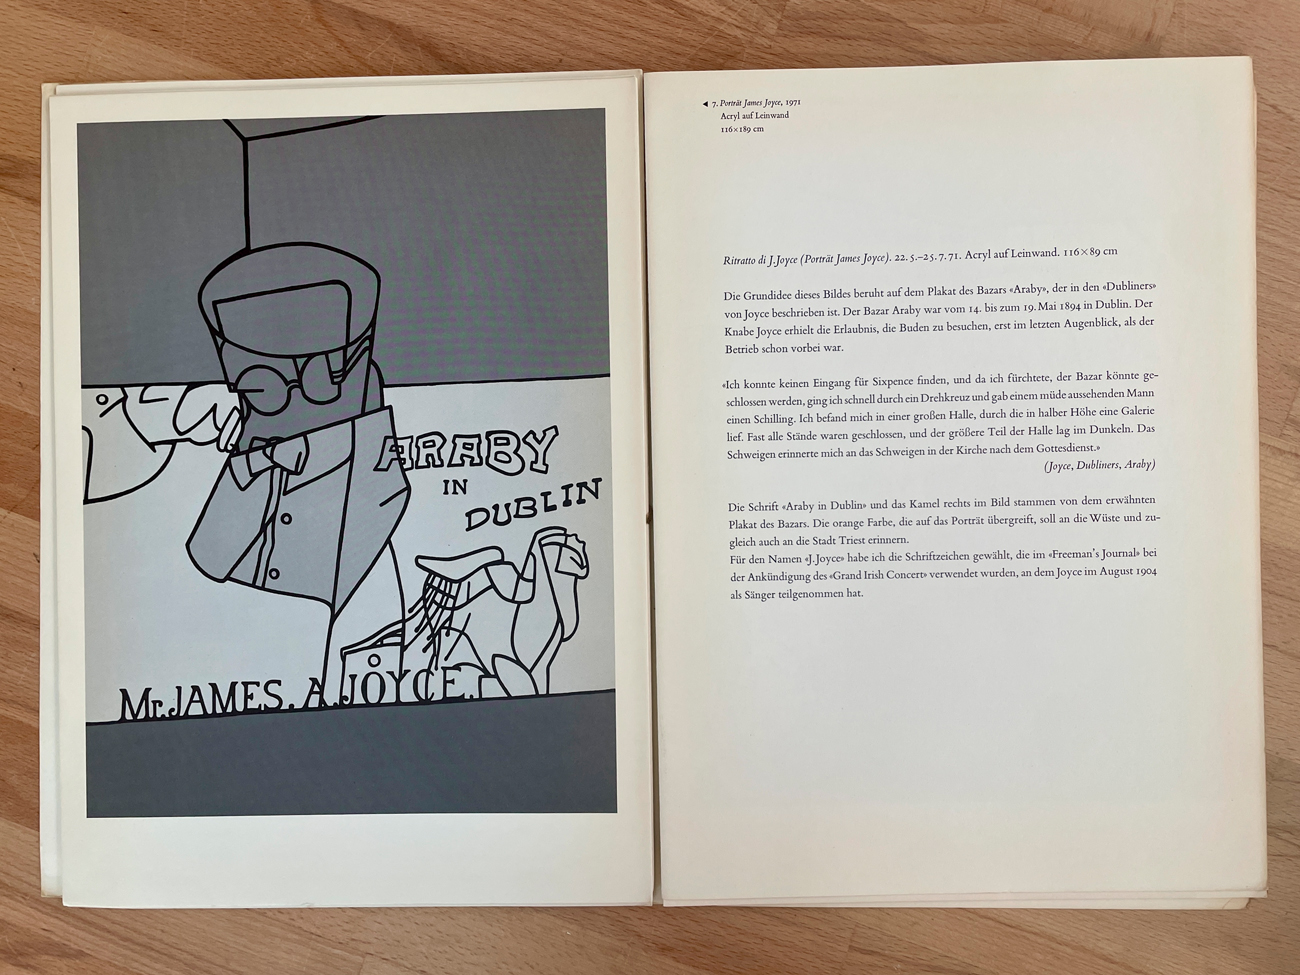 ARABY
IN
DUBLIN
Mr. JAMES. A. JOYCE.
◄ 7. Porträt James Joyce, 1971
Acryl auf Leinwand
116×189 cm
Ritratto di J.Joyce (Porträt James Joyce). 22.5.–25.7.71. Acryl auf Leinwand. 116×89 cm
Die Grundidee dieses Bildes beruht auf dem Plakat des Bazars «Araby», der in den «Dubliners»
von Joyce beschrieben ist. Der Bazar Araby war vom 14. bis zum 19. Mai 1894 in Dublin. Der
Knabe Joyce erhielt die Erlaubnis, die Buden zu besuchen, erst im letzten Augenblick, als der
Betrieb schon vorbei war.
«Ich konnte keinen Eingang für Sixpence finden, und da ich fürchtete, der Bazar könnte ge-
schlossen werden, ging ich schnell durch ein Drehkreuz und gab einem müde aussehenden Mann
einen Schilling. Ich befand mich in einer großen Halle, durch die in halber Höhe eine Galerie
lief. Fast alle Stände waren geschlossen, und der größere Teil der Halle lag im Dunkeln. Das
Schweigen erinnerte mich an das Schweigen in der Kirche nach dem Gottesdienst.»
(Joyce, Dubliners, Araby)
Die Schrift «Araby in Dublin» und das Kamel rechts im Bild stammen von dem erwähnten
Plakat des Bazars. Die orange Farbe, die auf das Porträt übergreift, soll an die Wüste und zu-
gleich auch an die Stadt Triest erinnern.
Für den Namen «J.Joyce» habe ich die Schriftzeichen gewählt, die im «Freeman's Journal» bei
der Ankündigung des «Grand Irish Concert» verwendet wurden, an dem Joyce im August 1904
als Sänger teilgenommen hat.